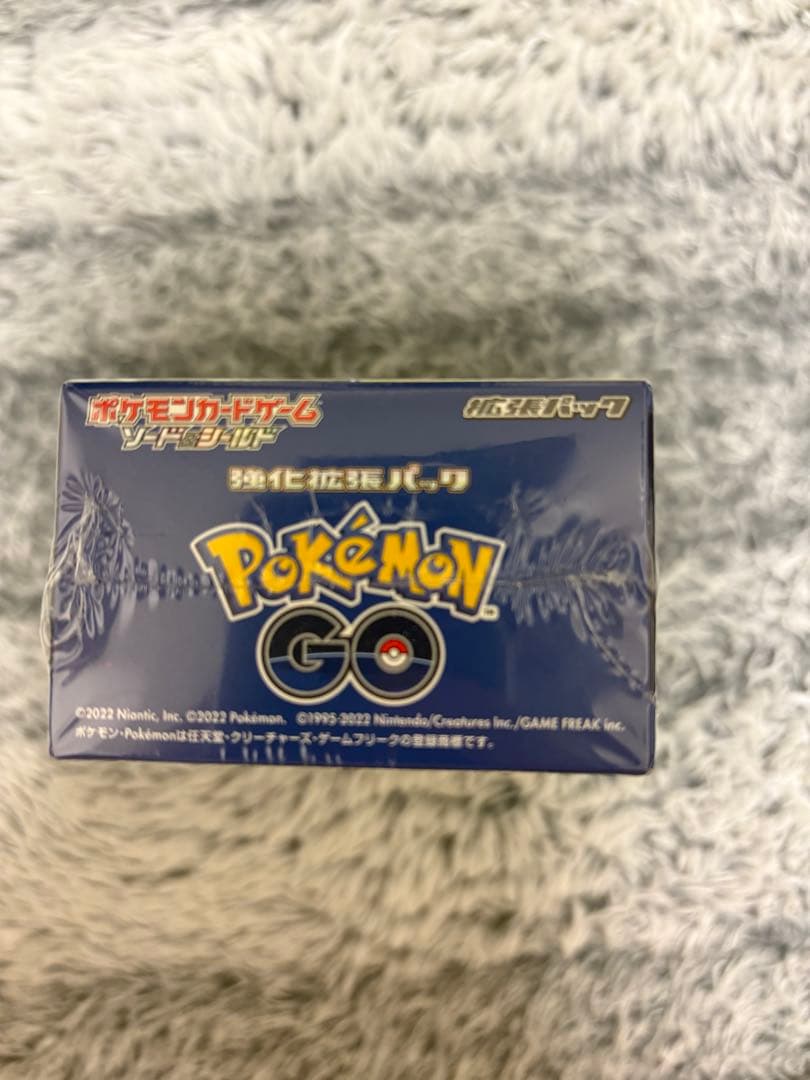 ポケモンカードゲーム
ソード&シールド
拡張パック
強化拡張パック
POKéMON
GO
©2022 Niantic, Inc. ©2022 Pokémon. ©1995-2022 Nintendo/Creatures Inc./GAME FREAK inc.
ポケモン・Pokémonは任天堂・クリーチャーズ・ゲームフリークの登録商標です。